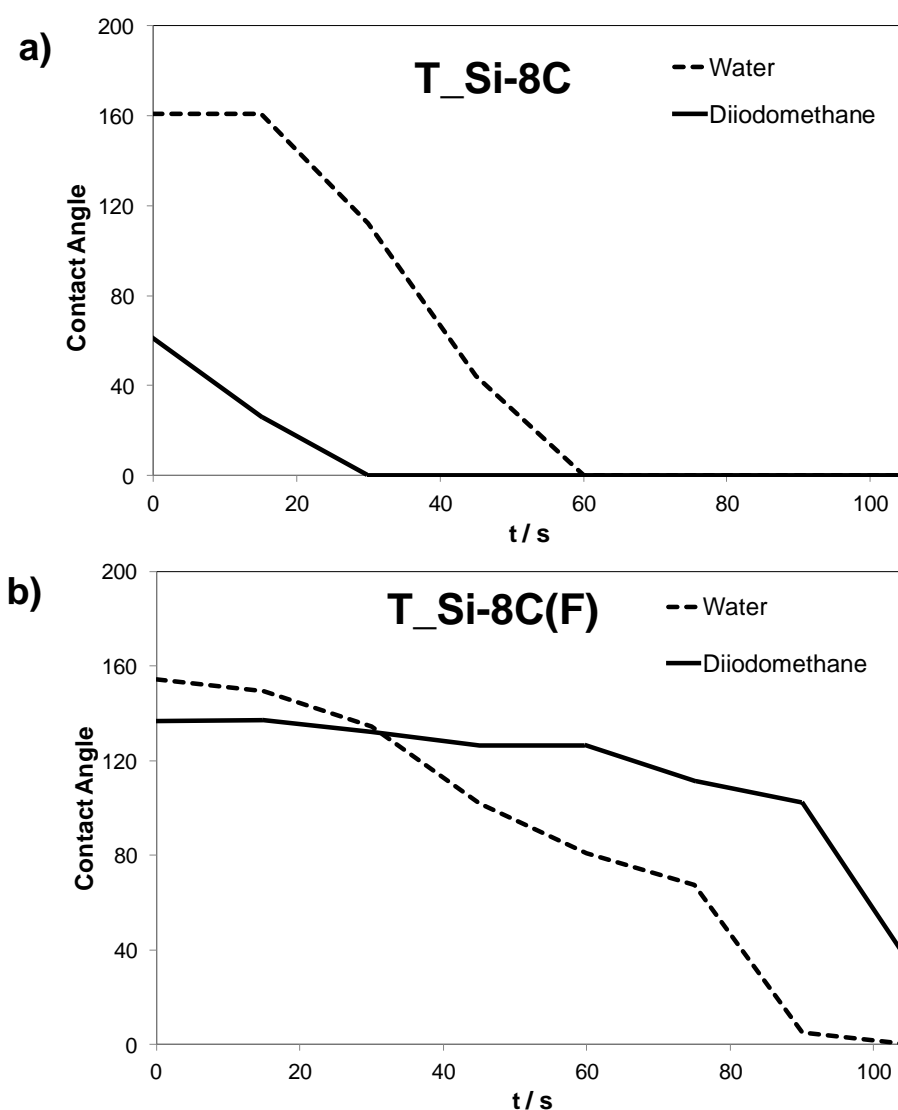 a)
T_Si-8C
Water
Diiodomethane
Contact Angle
200
160
120
80
40
0
0 20 40 60 80 100
t / s
b)
T_Si-8C(F)
Water
Diiodomethane
Contact Angle
200
160
120
80
40
0
0 20 40 60 80 100
t / s